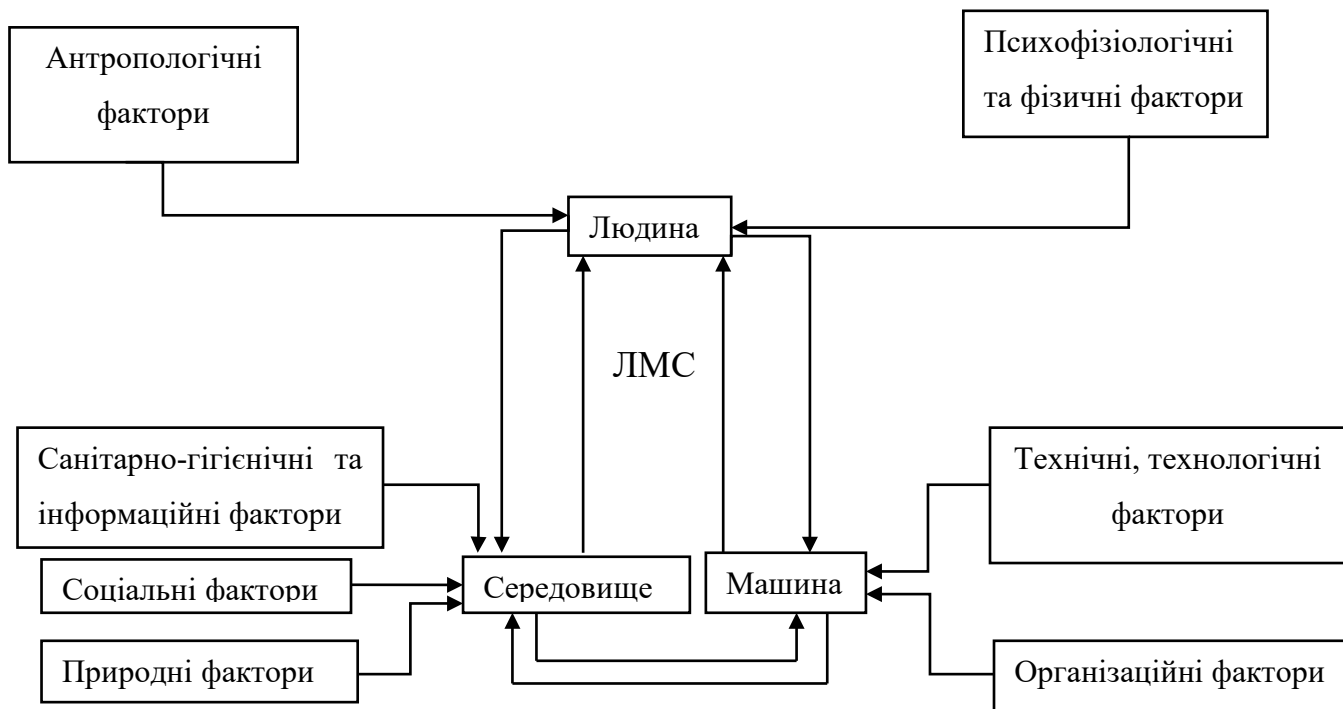 Антропологічні
фактори
Психофізіологічні
та фізичні фактори
Людина
ЛМС
Санітарно-гігієнічні та
інформаційні фактори
Технічні, технологічні
фактори
Соціальні фактори
Середовище
Машина
Природні фактори
Організаційні фактори